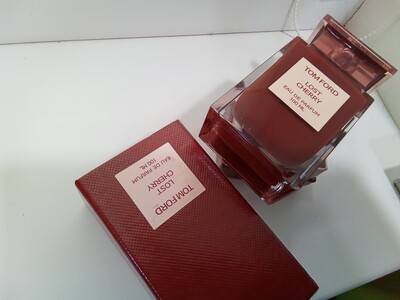 TOM FORD
LOST
CHERRY
EAU DE PARFUM
100 ML
TOM FORD
LOST
CHERRY
EAU DE PARFUM
100 ML